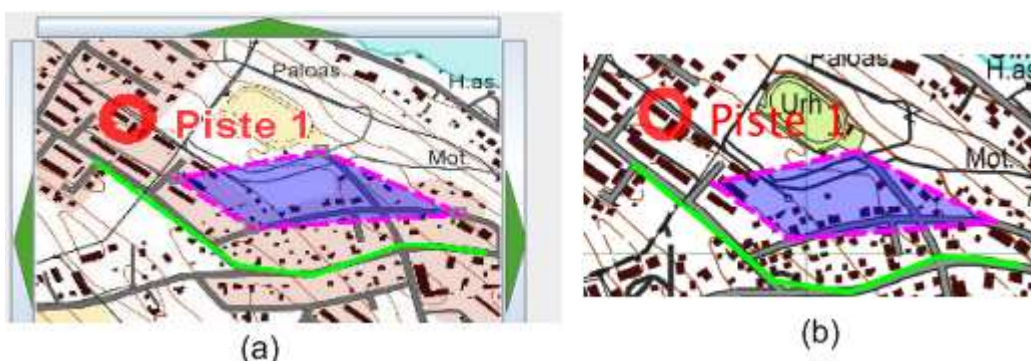 Paloas.
H.as.
Piste 1
Mot.
(a)
Paloas.
H.as
Urh
Piste 1
Mot.
(b)